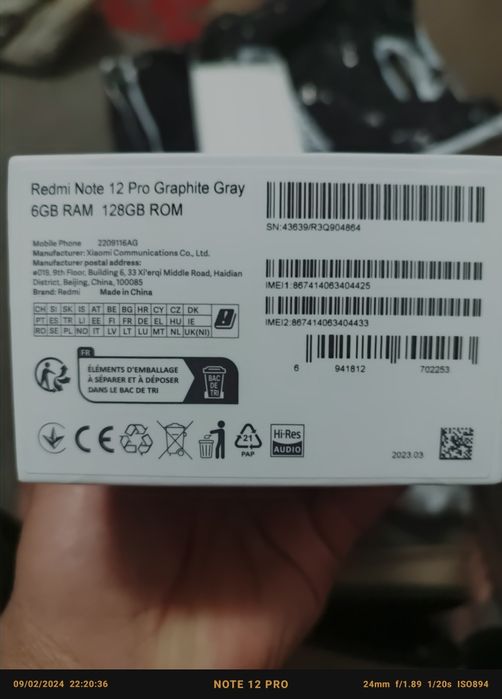 Redmi Note 12 Pro Graphite Gray
6GB RAM 128GB ROM
Mobile Phone 2209116AG
Manufacturer: Xiaomi Communications Co., Ltd.
Manufacturer postal address:
#019, 9th Floor, Building 6, 33 Xi'erqi Middle Road, Haidian
District, Beijing, China, 100085
Brand: Redmi Made in China
CH SI SK IS AT BE BG HR CY CZ DK
PT ES TR LI EE FI FR DE EL HU IE
RO SE PL NO IT LV LT LU MT NL UK(NI)
FR
ÉLÉMENTS D'EMBALLAGE
À SÉPARER ET À DÉPOSER
DANS LE BAC DE TRI
BAC
DE
TRI
CE
21
PAP
Hi-Res
AUDIO
SN:43639/R3Q904864
IMEI1:867414063404425
IMEI2:867414063404433
6 941812 702253
2023.03
09/02/2024 22:20:36
NOTE 12 PRO
24mm f/1.89 1/20s ISO894